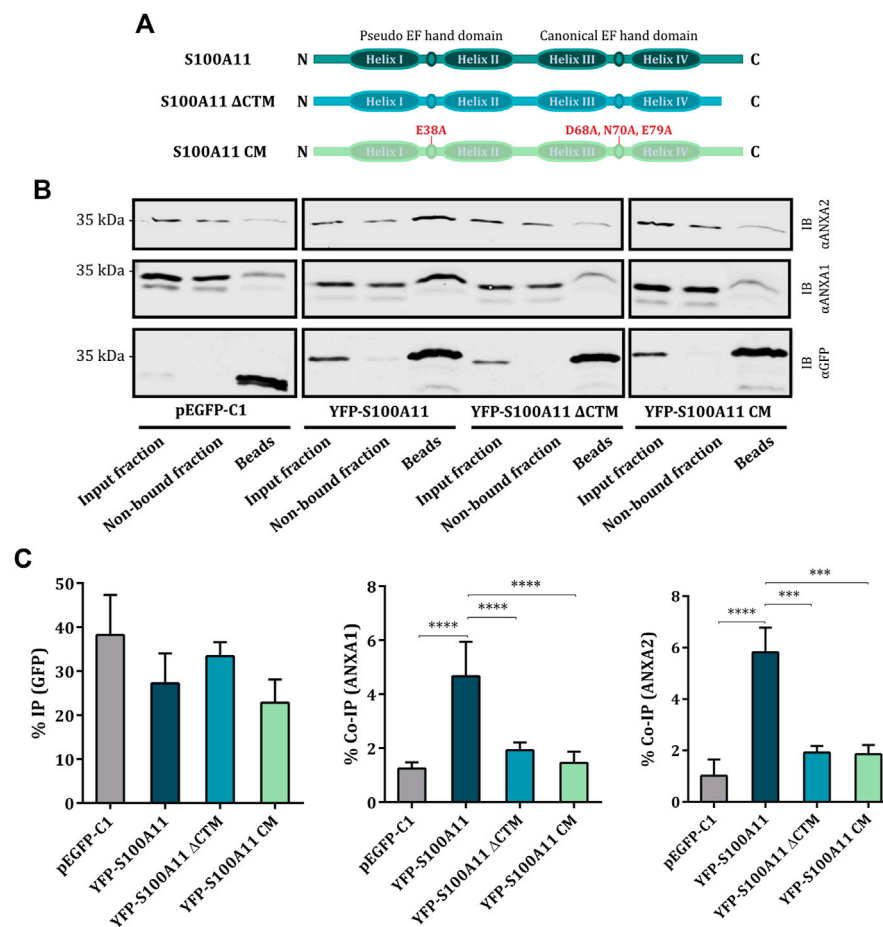 A
Pseudo EF hand domain Canonical EF hand domain
S100A11 N Helix I Helix II Helix III Helix IV C
S100A11 ΔCTM N Helix I Helix II Helix III Helix IV C
E38A D68A, N70A, E79A
S100A11 CM N Helix I Helix II Helix III Helix IV C
B
35 kDa IB αANXA2
35 kDa IB αANXA1
35 kDa IB αGFP
pEGFP-C1 YFP-S100A11 YFP-S100A11 ΔCTM YFP-S100A11 CM
Input fraction Non-bound fraction Beads Input fraction Non-bound fraction Beads Input fraction Non-bound fraction Beads Input fraction Non-bound fraction Beads
C
% IP (GFP)
50
40
30
20
10
0
pEGFP-C1 YFP-S100A11 YFP-S100A11 ΔCTM YFP-S100A11 CM
% Co-IP (ANXA1)
8
6
4
2
0
**** **** ****
pEGFP-C1 YFP-S100A11 YFP-S100A11 ΔCTM YFP-S100A11 CM
% Co-IP (ANXA2)
8
6
4
2
0
*** *** ****
pEGFP-C1 YFP-S100A11 YFP-S100A11 ΔCTM YFP-S100A11 CM